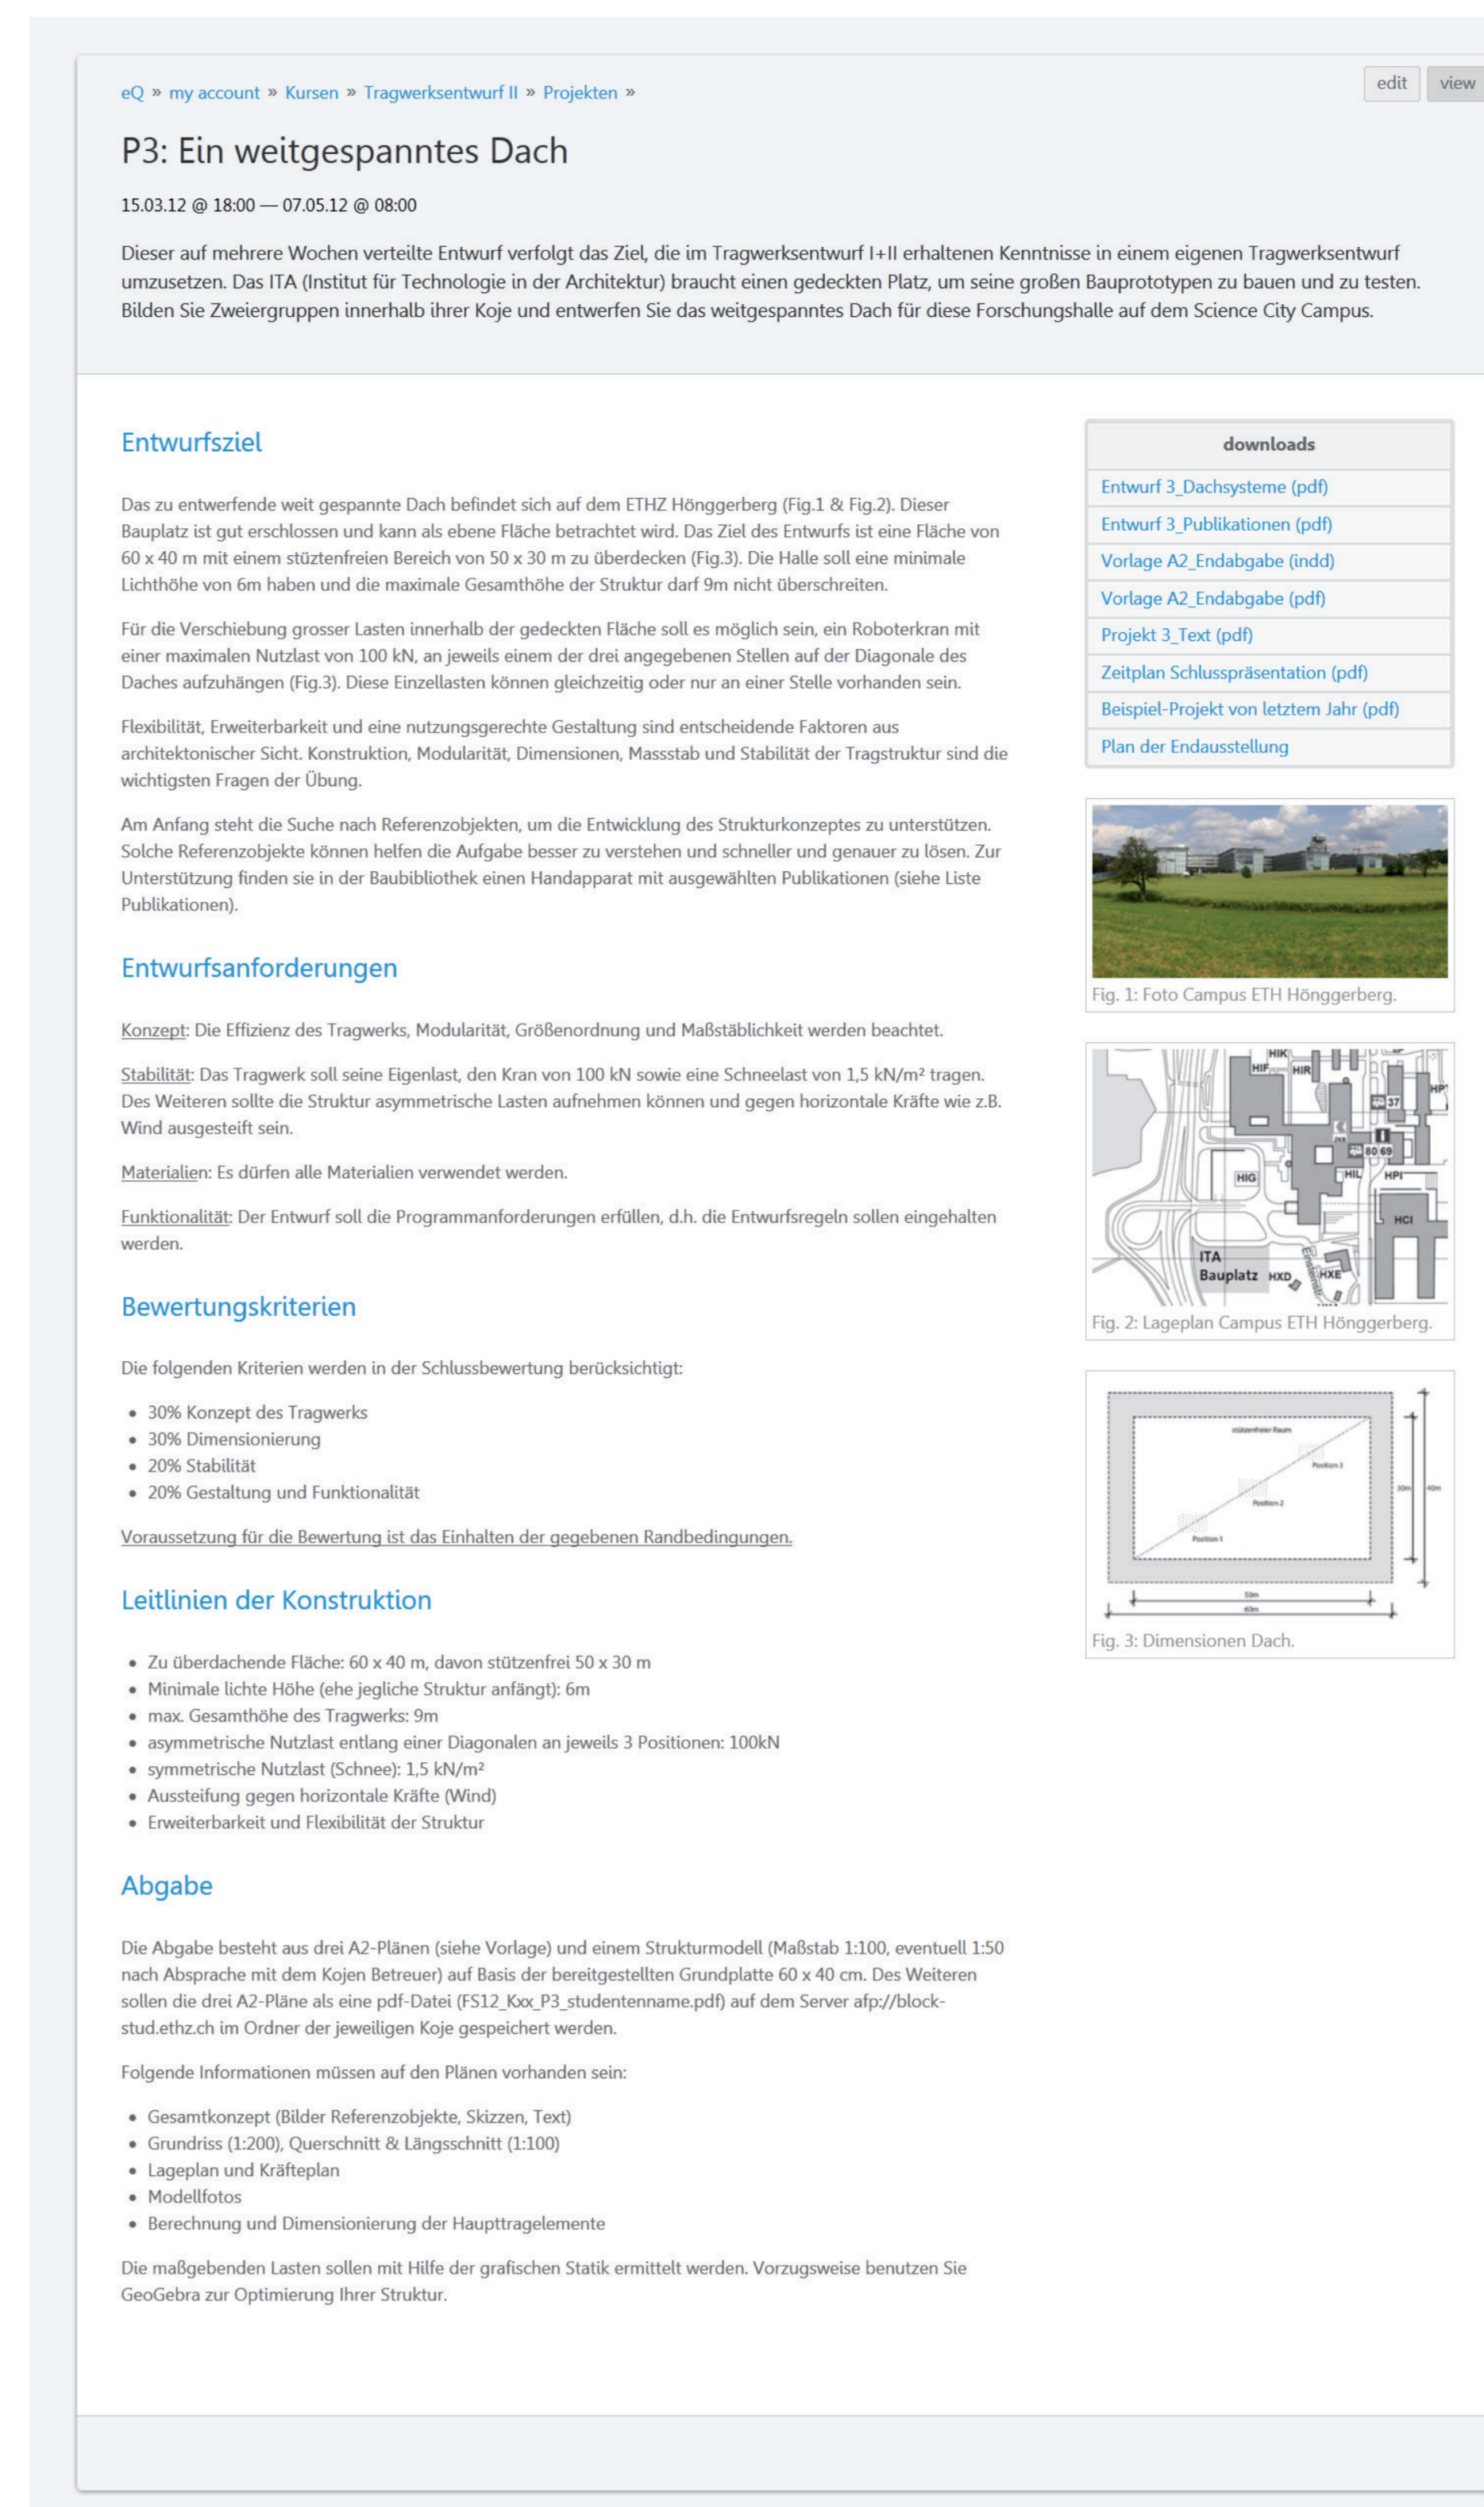 eQ » my account » Kursen » Tragwerksentwurf II » Projekten »
edit
view
P3: Ein weitgespanntes Dach
15.03.12 @ 18:00 — 07.05.12 @ 08:00
Dieser auf mehrere Wochen verteilte Entwurf verfolgt das Ziel, die im Tragwerksentwurf I+II erhaltenen Kenntnisse in einem eigenen Tragwerksentwurf
umzusetzen. Das ITA (Institut für Technologie in der Architektur) braucht einen gedeckten Platz, um seine großen Bauprototypen zu bauen und zu testen.
Bilden Sie Zweiergruppen innerhalb ihrer Koje und entwerfen Sie das weitgespanntes Dach für diese Forschungshalle auf dem Science City Campus.
Entwurfsziel
Das zu entwerfende weit gespannte Dach befindet sich auf dem ETHZ Hönggerberg (Fig.1 & Fig.2). Dieser
Bauplatz ist gut erschlossen und kann als ebene Fläche betrachtet wird. Das Ziel des Entwurfs ist eine Fläche von
60 x 40 m mit einem stüztenfreien Bereich von 50 x 30 m zu überdecken (Fig.3). Die Halle soll eine minimale
Lichthöhe von 6m haben und die maximale Gesamthöhe der Struktur darf 9m nicht überschreiten.
Für die Verschiebung grosser Lasten innerhalb der gedeckten Fläche soll es möglich sein, ein Roboterkran mit
einer maximalen Nutzlast von 100 kN, an jeweils einem der drei angegebenen Stellen auf der Diagonale des
Daches aufzuhängen (Fig.3). Diese Einzellasten können gleichzeitig oder nur an einer Stelle vorhanden sein.
Flexibilität, Erweiterbarkeit und eine nutzungsgerechte Gestaltung sind entscheidende Faktoren aus
architektonischer Sicht. Konstruktion, Modularität, Dimensionen, Massstab und Stabilität der Tragstruktur sind die
wichtigsten Fragen der Übung.
Am Anfang steht die Suche nach Referenzobjekten, um die Entwicklung des Strukturkonzeptes zu unterstützen.
Solche Referenzobjekte können helfen die Aufgabe besser zu verstehen und schneller und genauer zu lösen. Zur
Unterstützung finden sie in der Baubibliothek einen Handapparat mit ausgewählten Publikationen (siehe Liste
Publikationen).
Entwurfsanforderungen
Konzept: Die Effizienz des Tragwerks, Modularität, Größenordnung und Maßstäblichkeit werden beachtet.
Stabilität: Das Tragwerk soll seine Eigenlast, den Kran von 100 kN sowie eine Schneelast von 1,5 kN/m² tragen.
Des Weiteren sollte die Struktur asymmetrische Lasten aufnehmen können und gegen horizontale Kräfte wie z.B.
Wind ausgesteift sein.
Materialien: Es dürfen alle Materialien verwendet werden.
Funktionalität: Der Entwurf soll die Programmanforderungen erfüllen, d.h. die Entwurfsregeln sollen eingehalten
werden.
Bewertungskriterien
Die folgenden Kriterien werden in der Schlussbewertung berücksichtigt:
• 30% Konzept des Tragwerks
• 30% Dimensionierung
• 20% Stabilität
• 20% Gestaltung und Funktionalität
Voraussetzung für die Bewertung ist das Einhalten der gegebenen Randbedingungen.
Leitlinien der Konstruktion
• Zu überdachende Fläche: 60 x 40 m, davon stützenfrei 50 x 30 m
• Minimale lichte Höhe (ehe jegliche Struktur anfängt): 6m
• max. Gesamthöhe des Tragwerks: 9m
• asymmetrische Nutzlast entlang einer Diagonalen an jeweils 3 Positionen: 100kN
• symmetrische Nutzlast (Schnee): 1,5 kN/m²
• Aussteifung gegen horizontale Kräfte (Wind)
• Erweiterbarkeit und Flexibilität der Struktur
Abgabe
Die Abgabe besteht aus drei A2-Plänen (siehe Vorlage) und einem Strukturmodell (Maßstab 1:100, eventuell 1:50
nach Absprache mit dem Kojen Betreuer) auf Basis der bereitgestellten Grundplatte 60 x 40 cm. Des Weiteren
sollen die drei A2-Pläne als eine pdf-Datei (FS12_Kxx_P3_studentenname.pdf) auf dem Server afp://block-
stud.ethz.ch im Ordner der jeweiligen Koje gespeichert werden.
Folgende Informationen müssen auf den Plänen vorhanden sein:
• Gesamtkonzept (Bilder Referenzobjekte, Skizzen, Text)
• Grundriss (1:200), Querschnitt & Längsschnitt (1:100)
• Lageplan und Kräfteplan
• Modellfotos
• Berechnung und Dimensionierung der Haupttragelemente
Die maßgebenden Lasten sollen mit Hilfe der grafischen Statik ermittelt werden. Vorzugsweise benutzen Sie
GeoGebra zur Optimierung Ihrer Struktur.
downloads
Entwurf 3_Dachsysteme (pdf)
Entwurf 3_Publikationen (pdf)
Vorlage A2_Endabgabe (indd)
Vorlage A2_Endabgabe (pdf)
Projekt 3_Text (pdf)
Zeitplan Schlusspräsentation (pdf)
Beispiel-Projekt von letztem Jahr (pdf)
Plan der Endausstellung
Fig. 1: Foto Campus ETH Hönggerberg.
HIK
HIF
HIR
HP
37
80 69
HIG
HIL
HPI
HCI
ITA
Bauplatz
HXD
Einsteinstr.
HXE
Fig. 2: Lageplan Campus ETH Hönggerberg.
stützenfreier Raum
Position 3
Position 2
Position 1
30m
40m
50m
60m
Fig. 3: Dimensionen Dach.